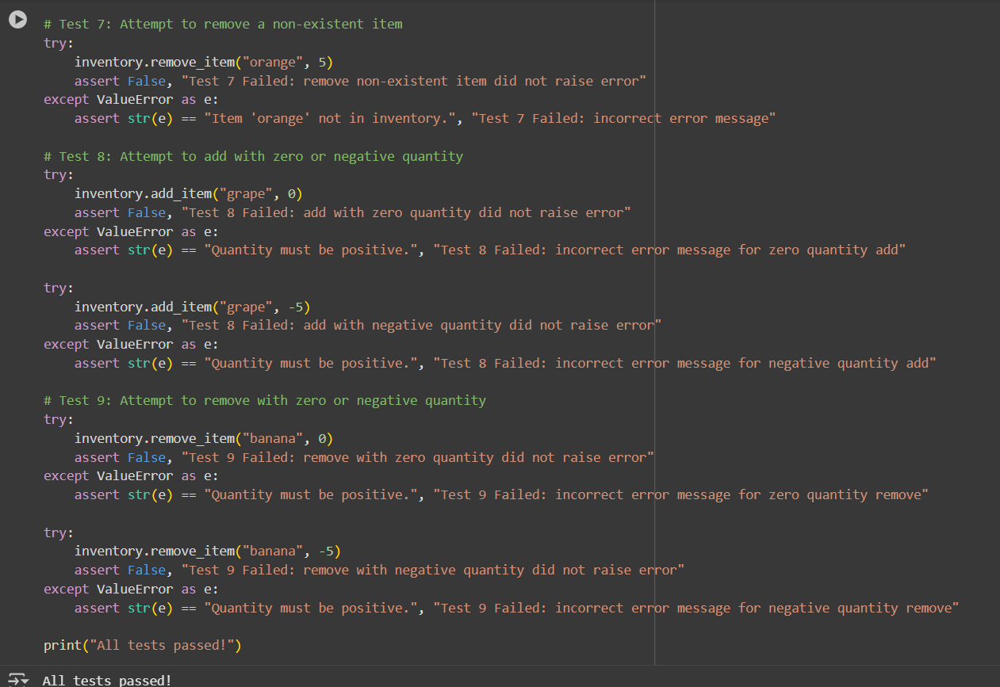 # Test 7: Attempt to remove a non-existent item
try:
    inventory.remove_item("orange", 5)
    assert False, "Test 7 Failed: remove non-existent item did not raise error"
except ValueError as e:
    assert str(e) == "Item 'orange' not in inventory.", "Test 7 Failed: incorrect error message"

# Test 8: Attempt to add with zero or negative quantity
try:
    inventory.add_item("grape", 0)
    assert False, "Test 8 Failed: add with zero quantity did not raise error"
except ValueError as e:
    assert str(e) == "Quantity must be positive.", "Test 8 Failed: incorrect error message for zero quantity add"

try:
    inventory.add_item("grape", -5)
    assert False, "Test 8 Failed: add with negative quantity did not raise error"
except ValueError as e:
    assert str(e) == "Quantity must be positive.", "Test 8 Failed: incorrect error message for negative quantity add"

# Test 9: Attempt to remove with zero or negative quantity
try:
    inventory.remove_item("banana", 0)
    assert False, "Test 9 Failed: remove with zero quantity did not raise error"
except ValueError as e:
    assert str(e) == "Quantity must be positive.", "Test 9 Failed: incorrect error message for zero quantity remove"

try:
    inventory.remove_item("banana", -5)
    assert False, "Test 9 Failed: remove with negative quantity did not raise error"
except ValueError as e:
    assert str(e) == "Quantity must be positive.", "Test 9 Failed: incorrect error message for negative quantity remove"

print("All tests passed!")
All tests passed!